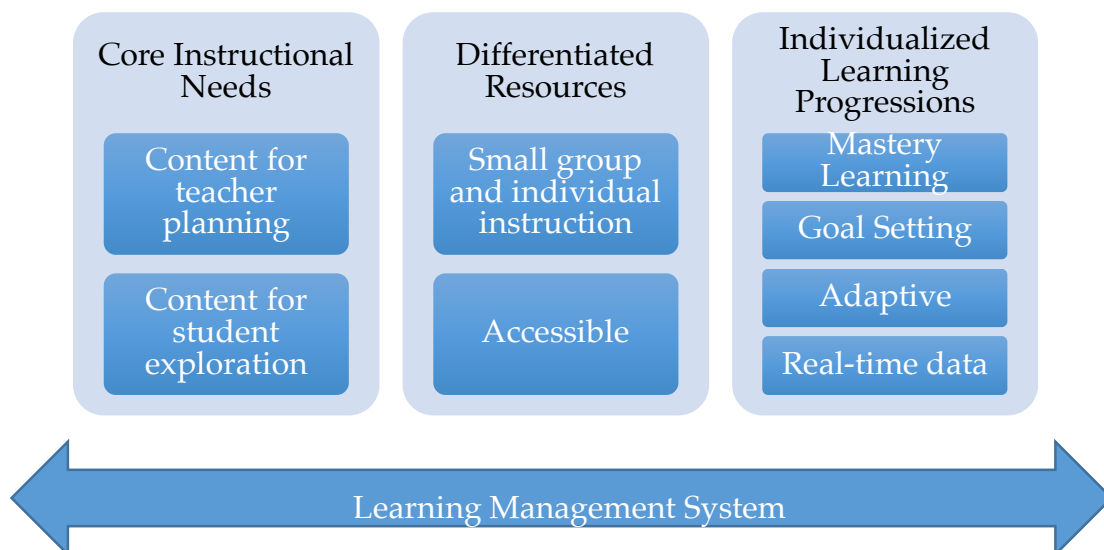 Core Instructional
Needs
Content for
teacher
planning
Content for
student
exploration
Differentiated
Resources
Small group
and individual
instruction
Accessible
Individualized
Learning
Progressions
Mastery
Learning
Goal Setting
Adaptive
Real-time data
Learning Management System